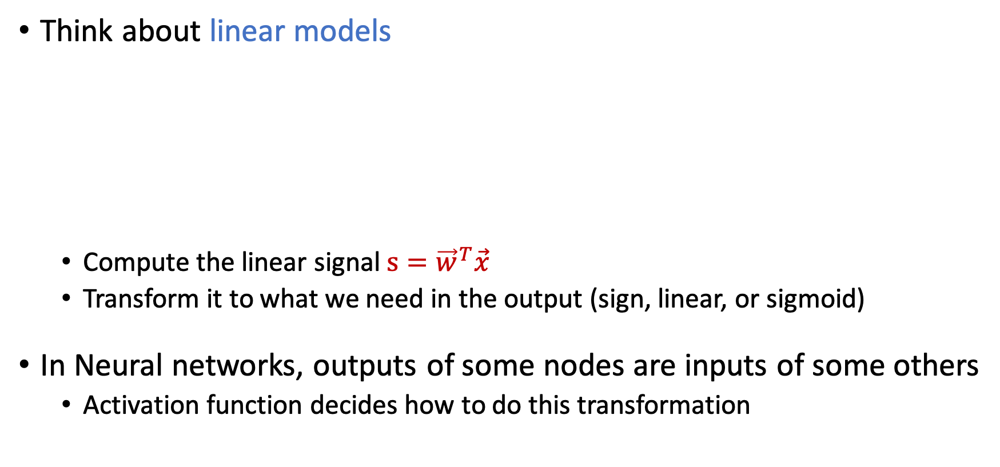 • Think about linear models
• Compute the linear signal s = $\vec{w}^T\vec{x}$
• Transform it to what we need in the output (sign, linear, or sigmoid)
• In Neural networks, outputs of some nodes are inputs of some others
• Activation function decides how to do this transformation